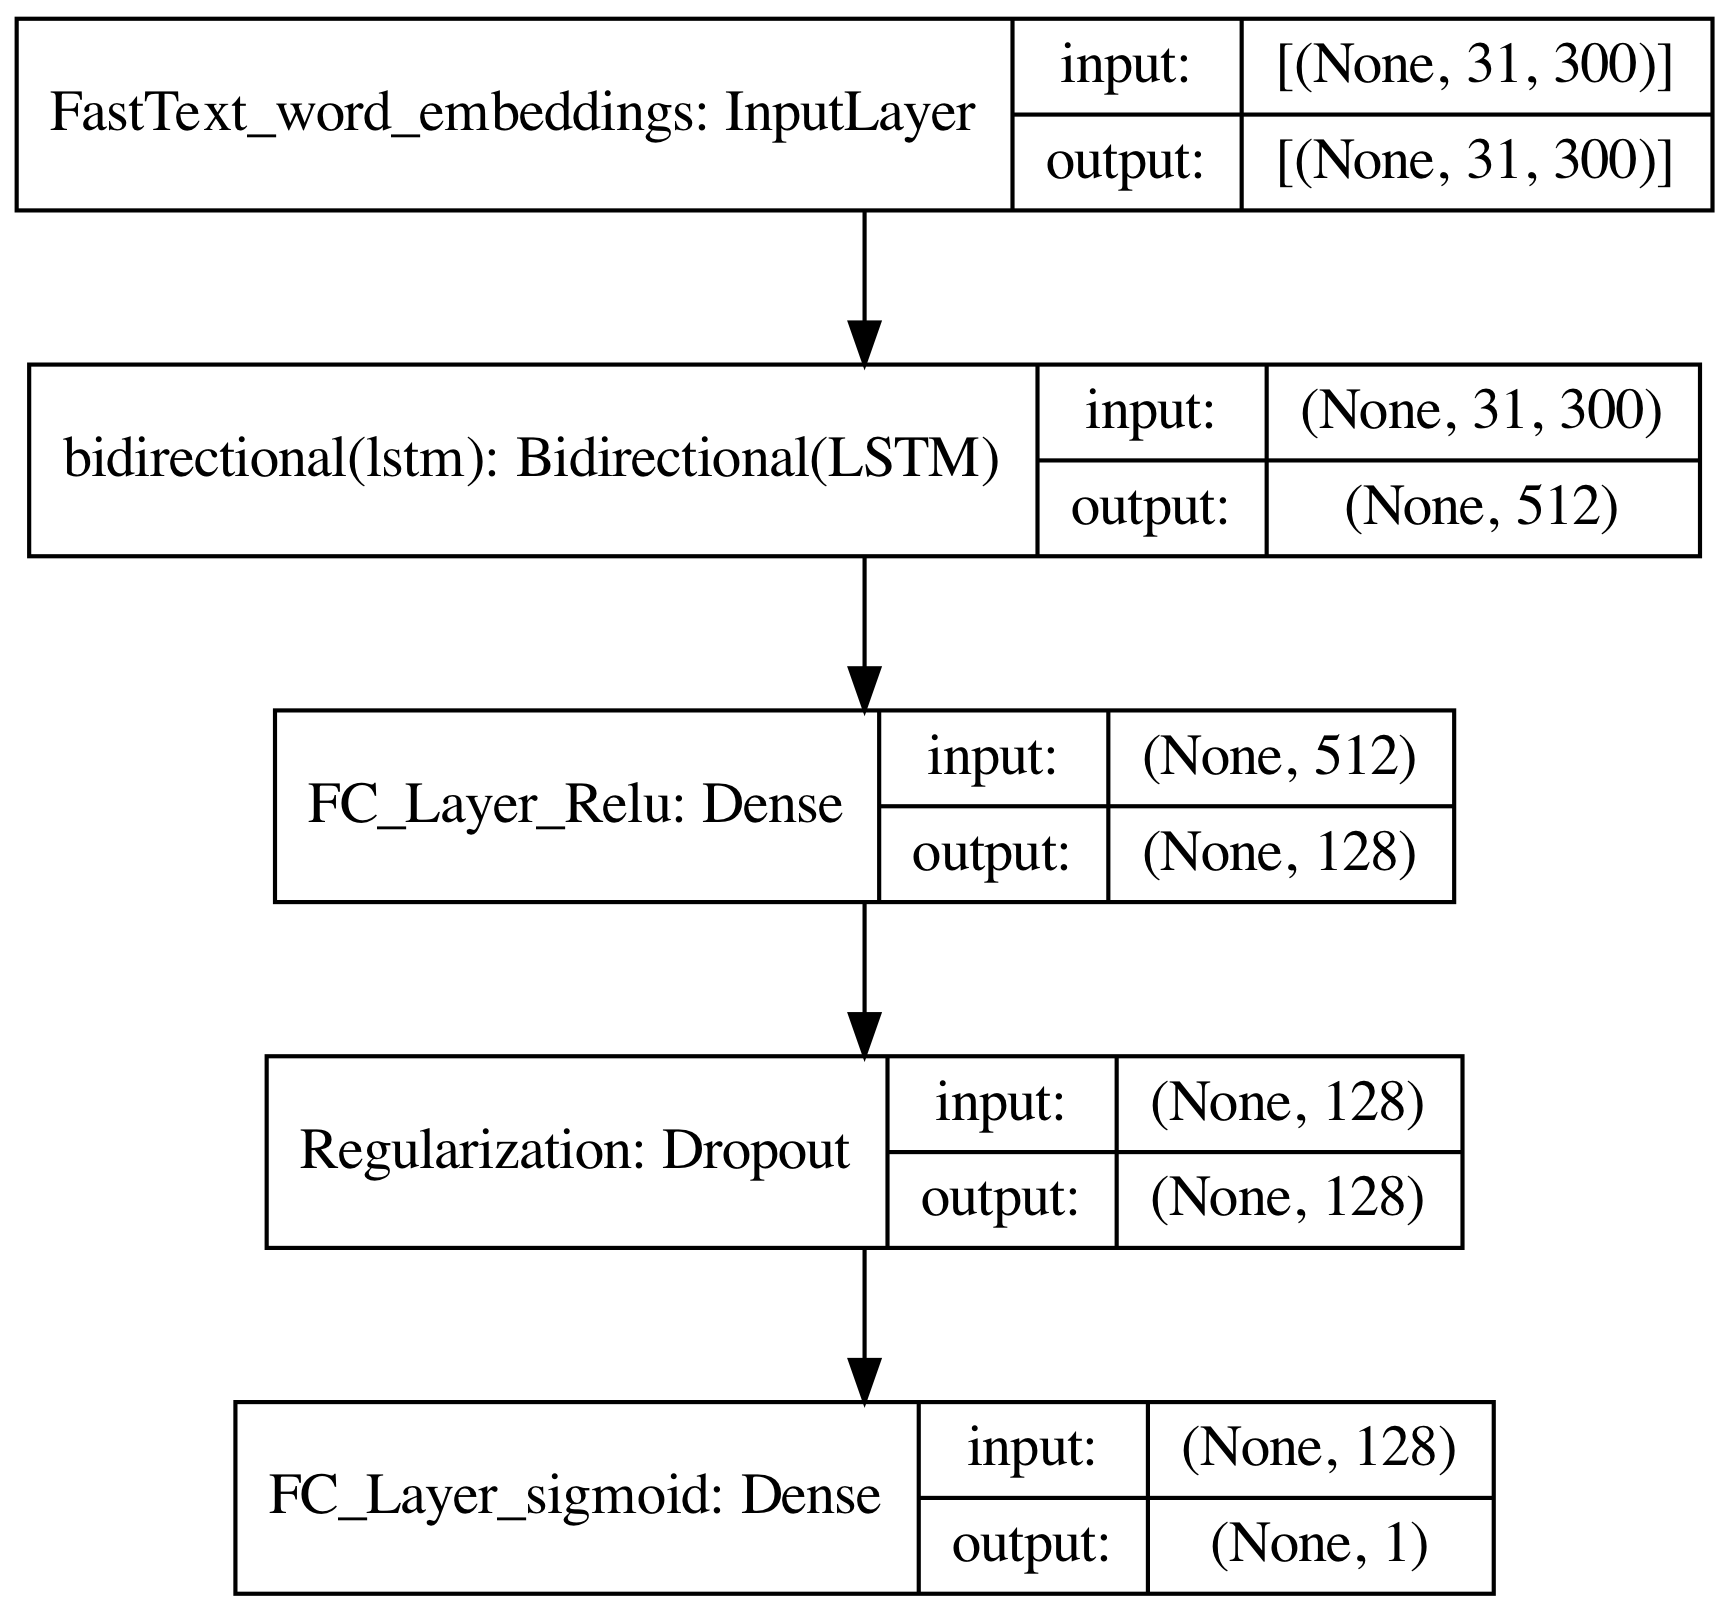 FastText_word_embeddings: InputLayer
input:
[(None, 31, 300)]
output:
[(None, 31, 300)]
bidirectional(lstm): Bidirectional(LSTM)
input:
(None, 31, 300)
output:
(None, 512)
FC_Layer_Relu: Dense
input:
(None, 512)
output:
(None, 128)
Regularization: Dropout
input:
(None, 128)
output:
(None, 128)
FC_Layer_sigmoid: Dense
input:
(None, 128)
output:
(None, 1)